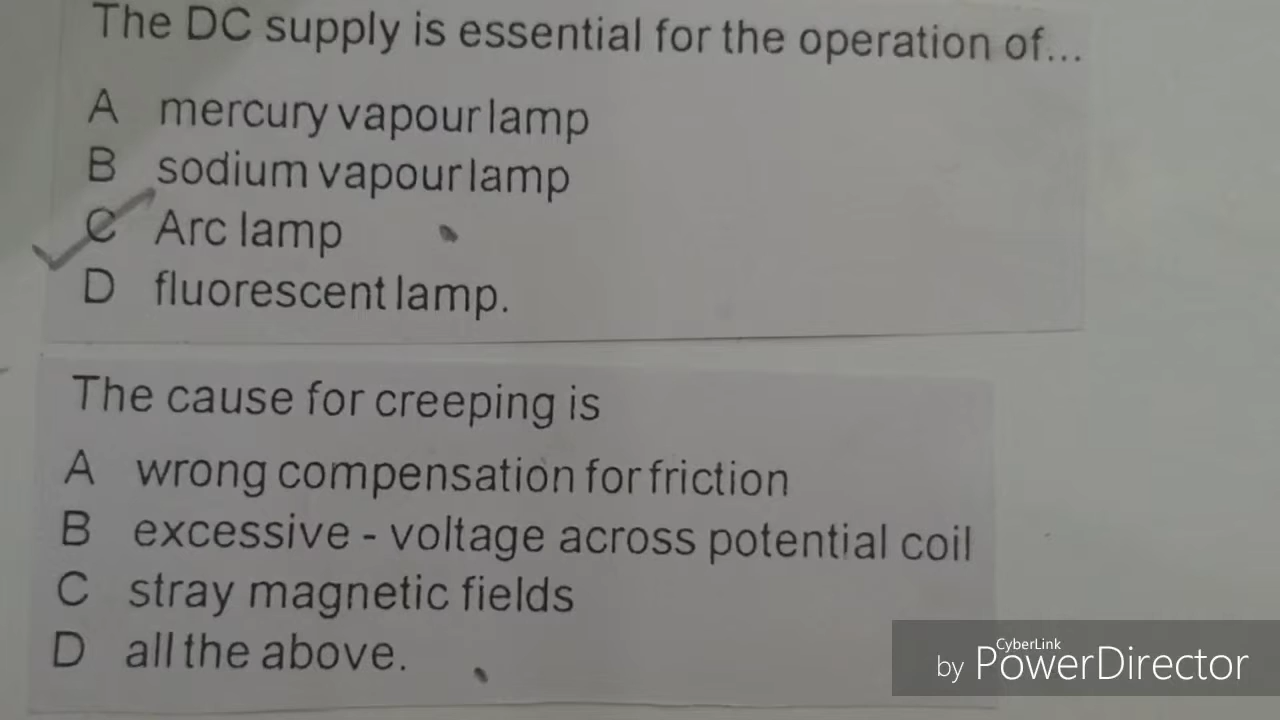 The DC supply is essential for the operation of...
A mercury vapour lamp
B sodium vapour lamp
C Arc lamp
D fluorescent lamp.
The cause for creeping is
A wrong compensation for friction
B excessive - voltage across potential coil
C stray magnetic fields
D all the above.
CyberLink
by PowerDirector